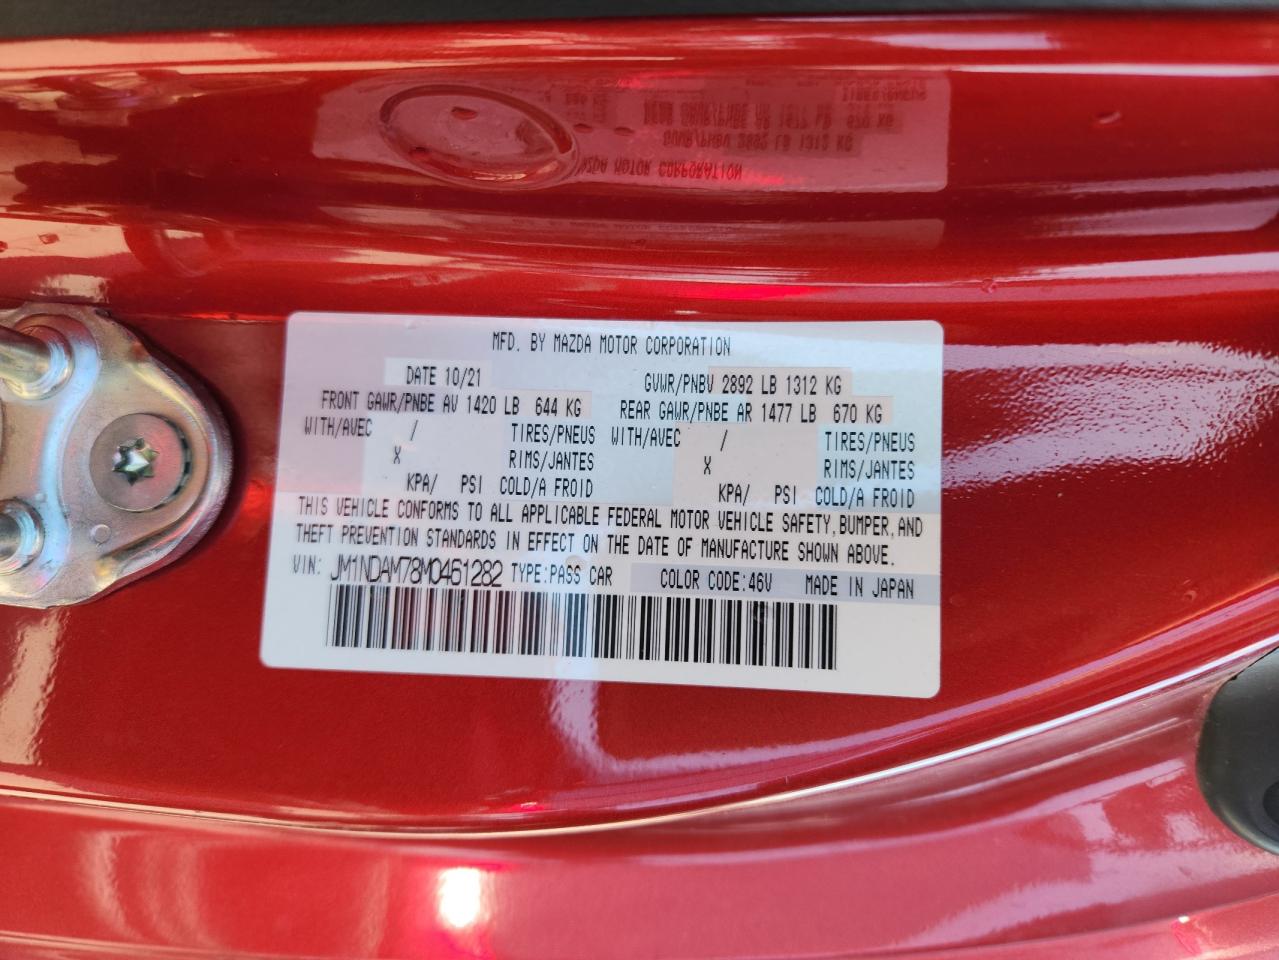 MFD. BY MAZDA MOTOR CORPORATION
DATE 10/21 GVWR/PNBV 2892 LB 1312 KG
FRONT GAWR/PNBE AV 1420 LB 644 KG REAR GAWR/PNBE AR 1477 LB 670 KG
WITH/AVEC / TIRES/PNEUS WITH/AVEC / TIRES/PNEUS
X RIMS/JANTES X RIMS/JANTES
KPA/ PSI COLD/A FROID KPA/ PSI COLD/A FROID
THIS VEHICLE CONFORMS TO ALL APPLICABLE FEDERAL MOTOR VEHICLE SAFETY, BUMPER, AND
THEFT PREVENTION STANDARDS IN EFFECT ON THE DATE OF MANUFACTURE SHOWN ABOVE.
VIN: JM1NDAM78M0461282 TYPE:PASS CAR COLOR CODE:46V MADE IN JAPAN